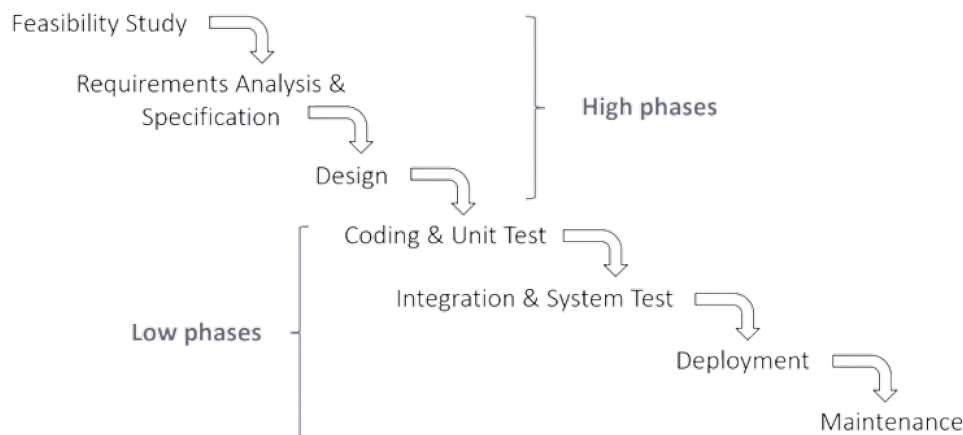 Feasibility Study
Requirements Analysis &
Specification
High phases
Design
Coding & Unit Test
Integration & System Test
Low phases
Deployment
Maintenance